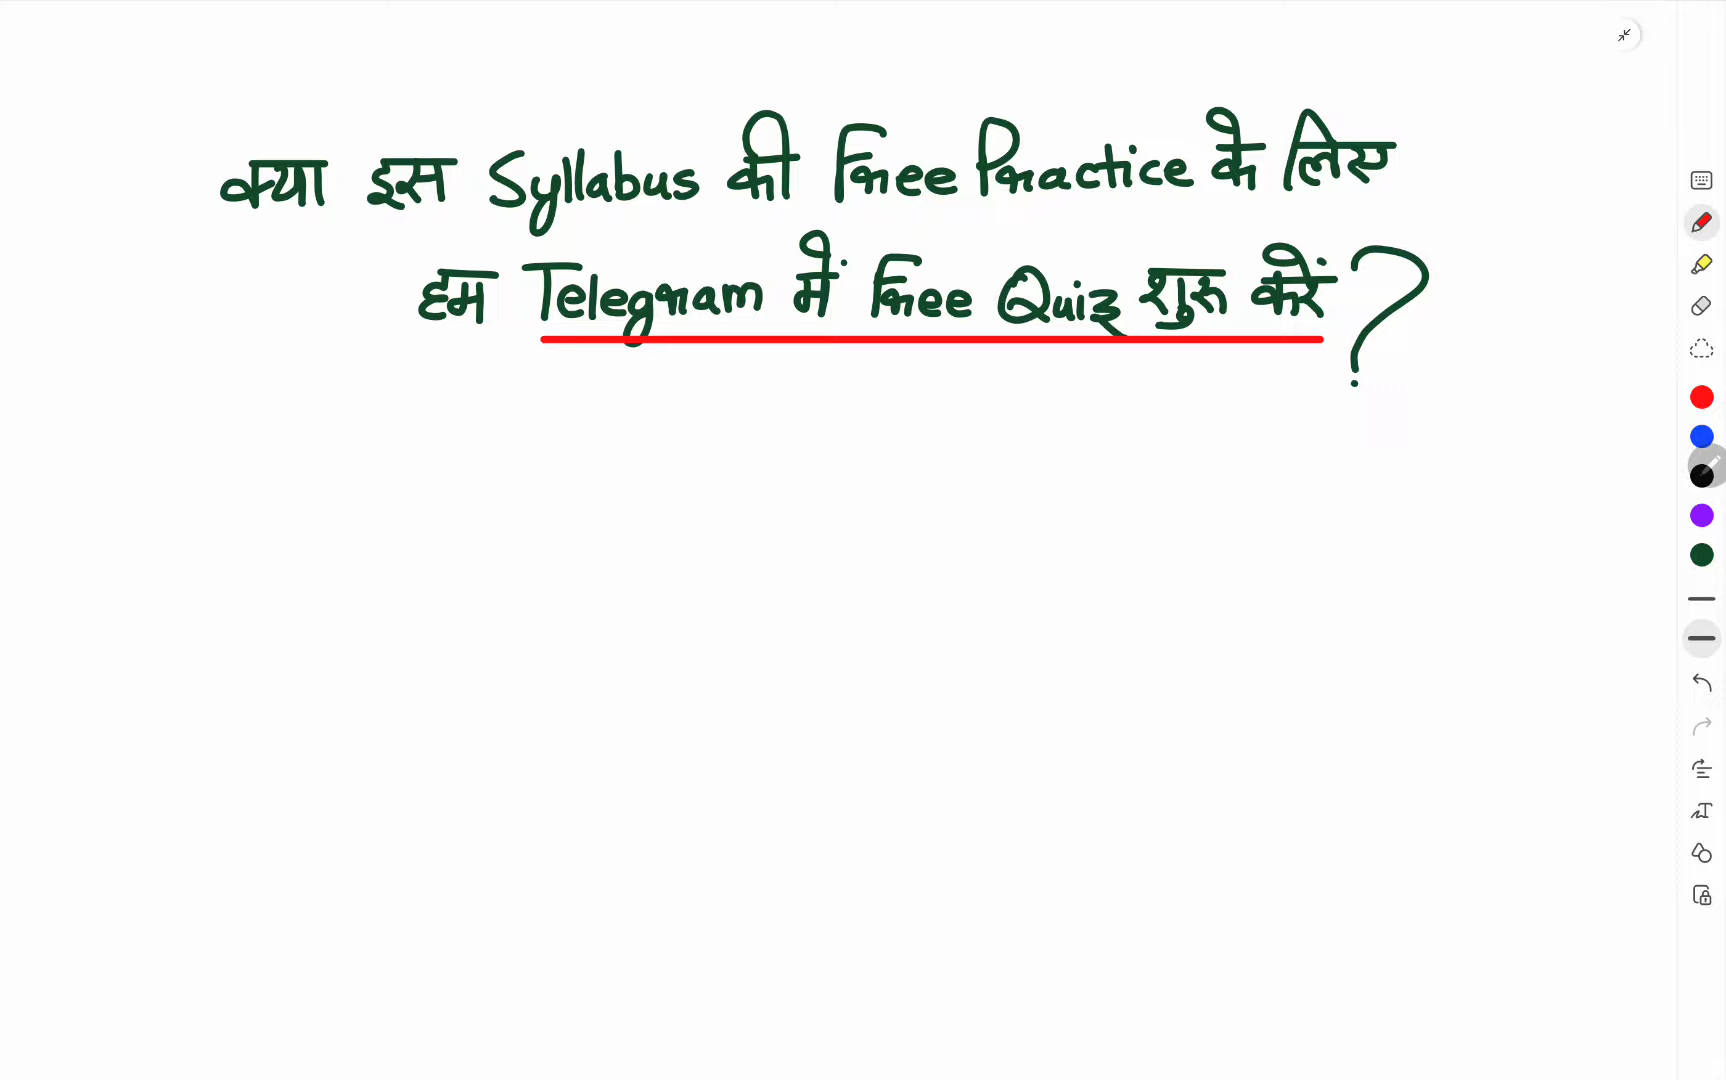 क्या इस Syllabus की Free Practice के लिए
हम Telegram में Free Quiz शुरू करें ?